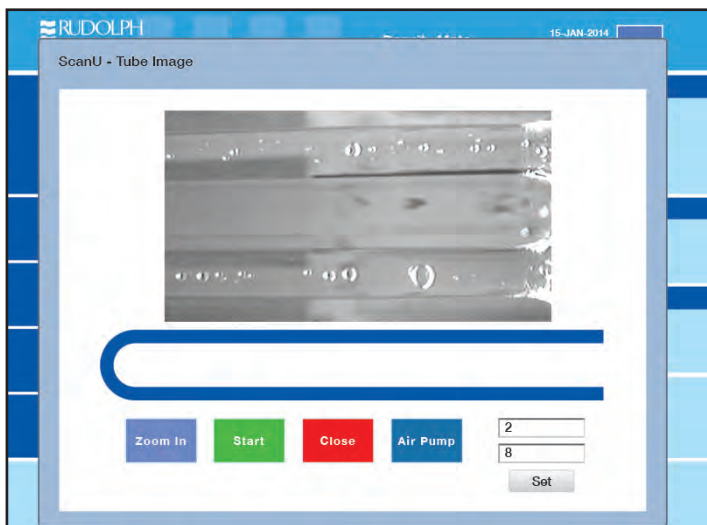 RUDOLPH
15-JAN-2014
ScanU - Tube Image
Zoom In
Start
Close
Air Pump
2
8
Set